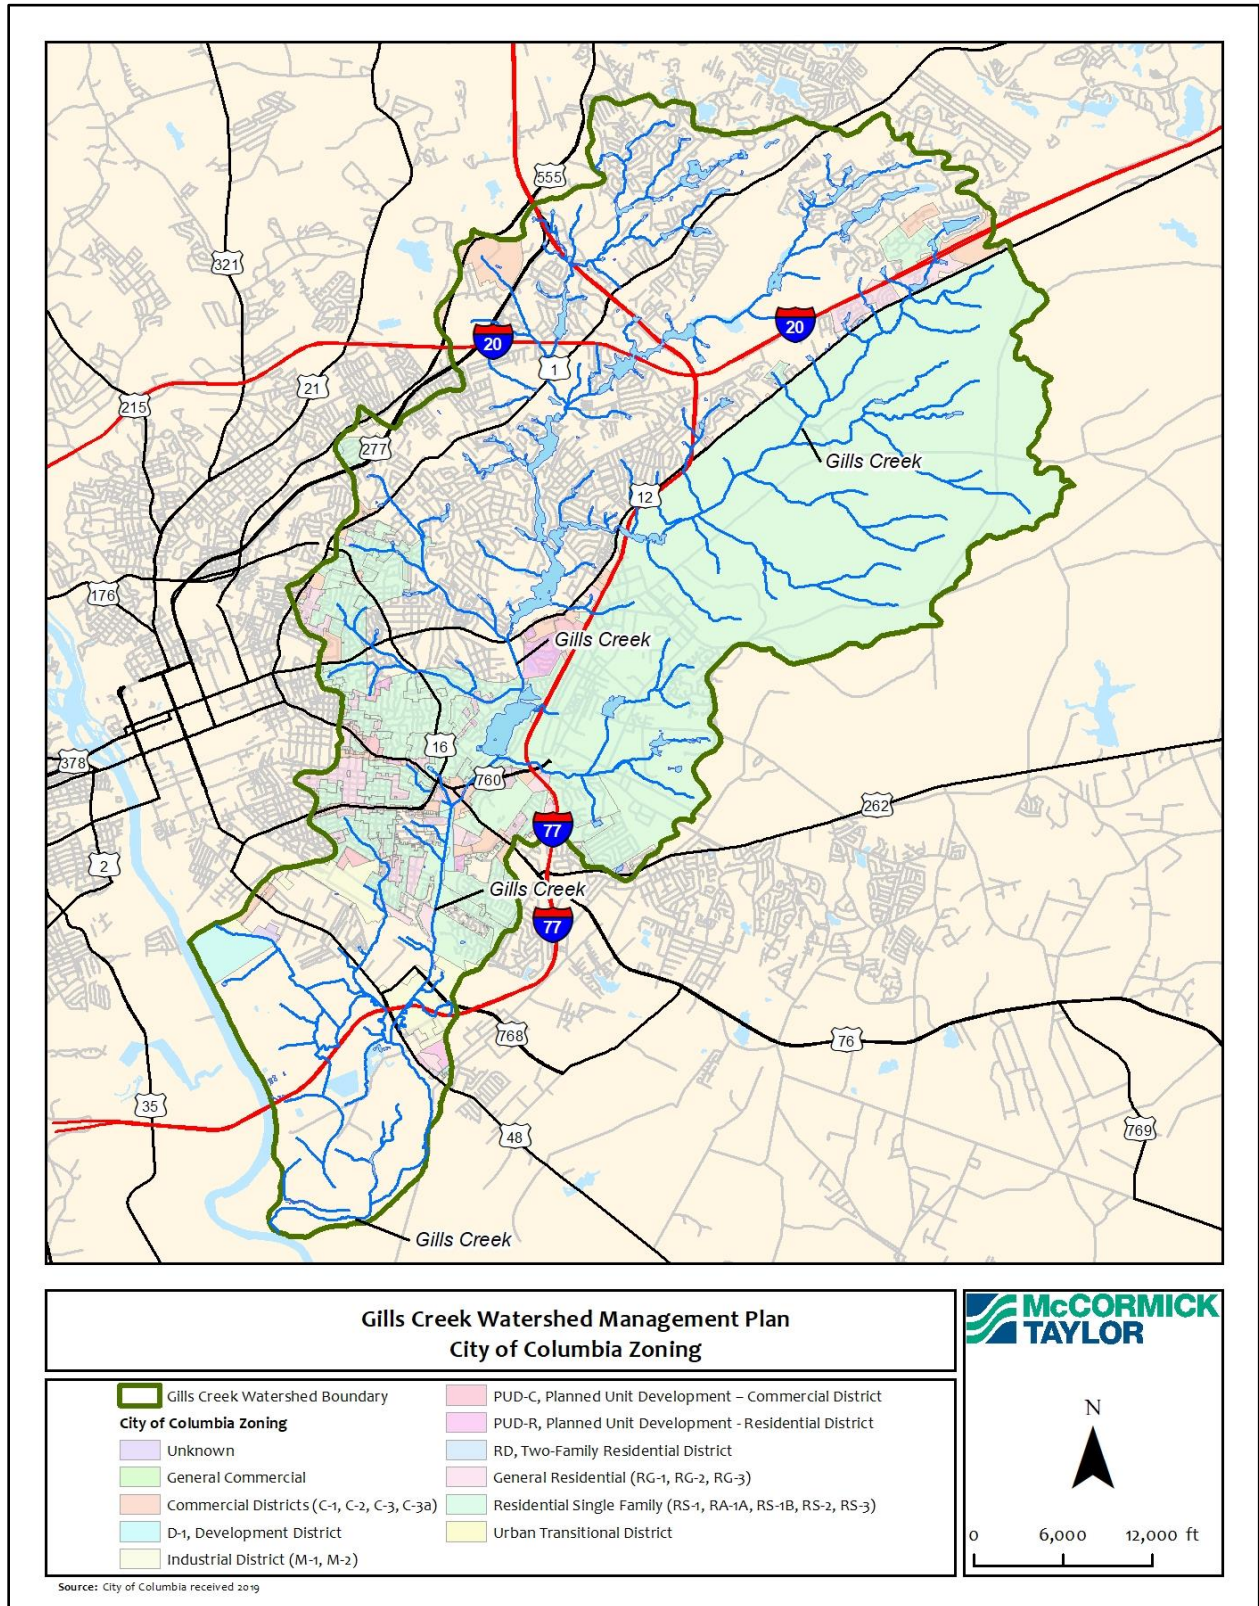 555
321
20
20
1
21
215
277
Gills Creek
12
176
Gills Creek
16
378
760
262
77
2
Gills Creek
77
768
76
35
48
769
Gills Creek
Gills Creek Watershed Management Plan
City of Columbia Zoning
McCORMICK
TAYLOR
Gills Creek Watershed Boundary
City of Columbia Zoning
Unknown
General Commercial
Commercial Districts (C-1, C-2, C-3, C-3a)
D-1, Development District
Industrial District (M-1, M-2)
PUD-C, Planned Unit Development – Commercial District
PUD-R, Planned Unit Development - Residential District
RD, Two-Family Residential District
General Residential (RG-1, RG-2, RG-3)
Residential Single Family (RS-1, RA-1A, RS-1B, RS-2, RS-3)
Urban Transitional District
N
0 6,000 12,000 ft
Source: City of Columbia received 2019